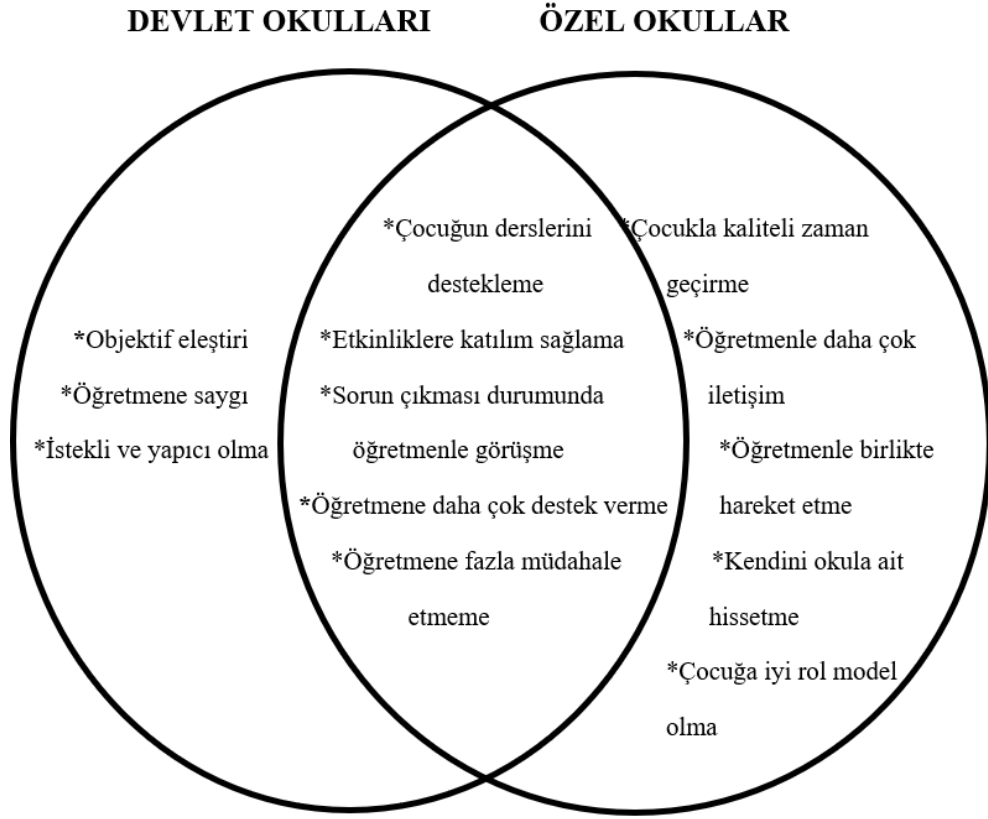 DEVLET OKULLARI
ÖZEL OKULLAR
*Objektif eleştiri
*Öğretmene saygı
*İstekli ve yapıcı olma
*Çocuğun derslerini
destekleme
*Etkinliklere katılım sağlama
*Sorun çıkması durumunda
öğretmenle görüşme
*Öğretmene daha çok destek verme
*Öğretmene fazla müdahale
etmeme
*Çocukla kaliteli zaman
geçirme
*Öğretmenle daha çok
iletişim
*Öğretmenle birlikte
hareket etme
*Kendini okula ait
hissetme
*Çocuğa iyi rol model
olma